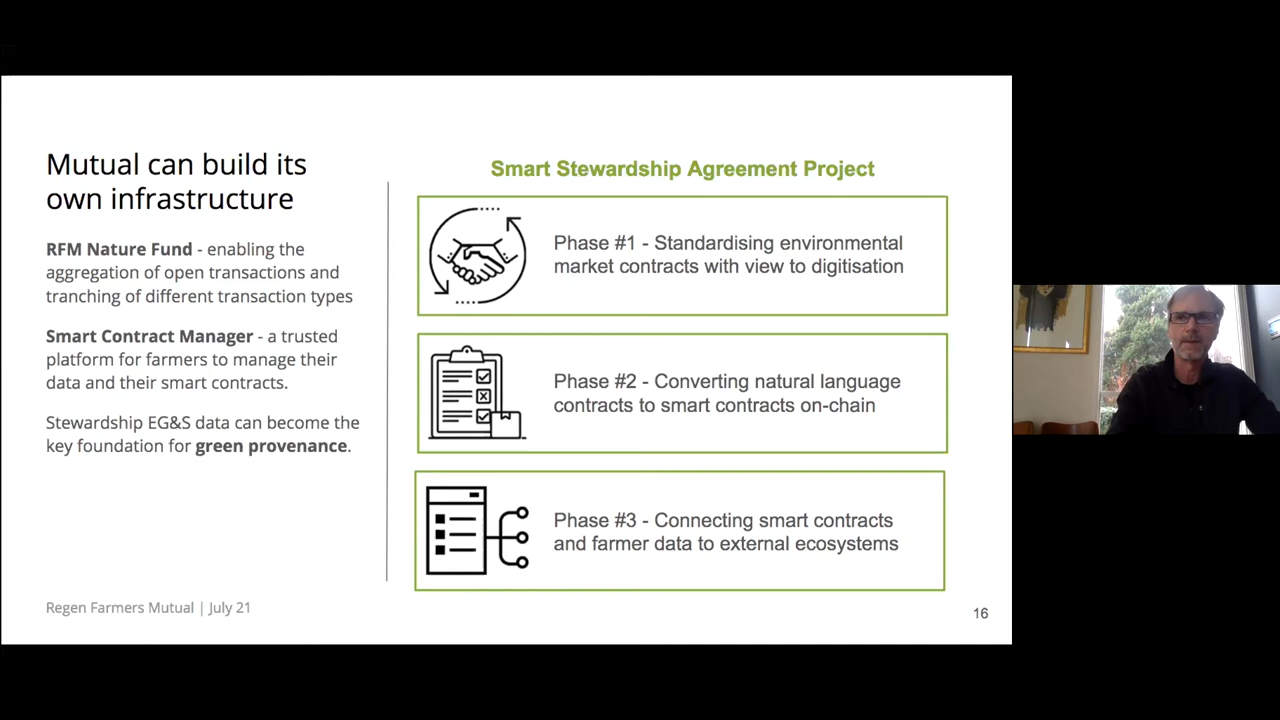 Mutual can build its
own infrastructure
RFM Nature Fund - enabling the
aggregation of open transactions and
tranching of different transaction types
Smart Contract Manager - a trusted
platform for farmers to manage their
data and their smart contracts.
Stewardship EG&S data can become the
key foundation for green provenance.
Smart Stewardship Agreement Project
Phase #1 - Standardising environmental
market contracts with view to digitisation
Phase #2 - Converting natural language
contracts to smart contracts on-chain
Phase #3 - Connecting smart contracts
and farmer data to external ecosystems
Regen Farmers Mutual | July 21
16